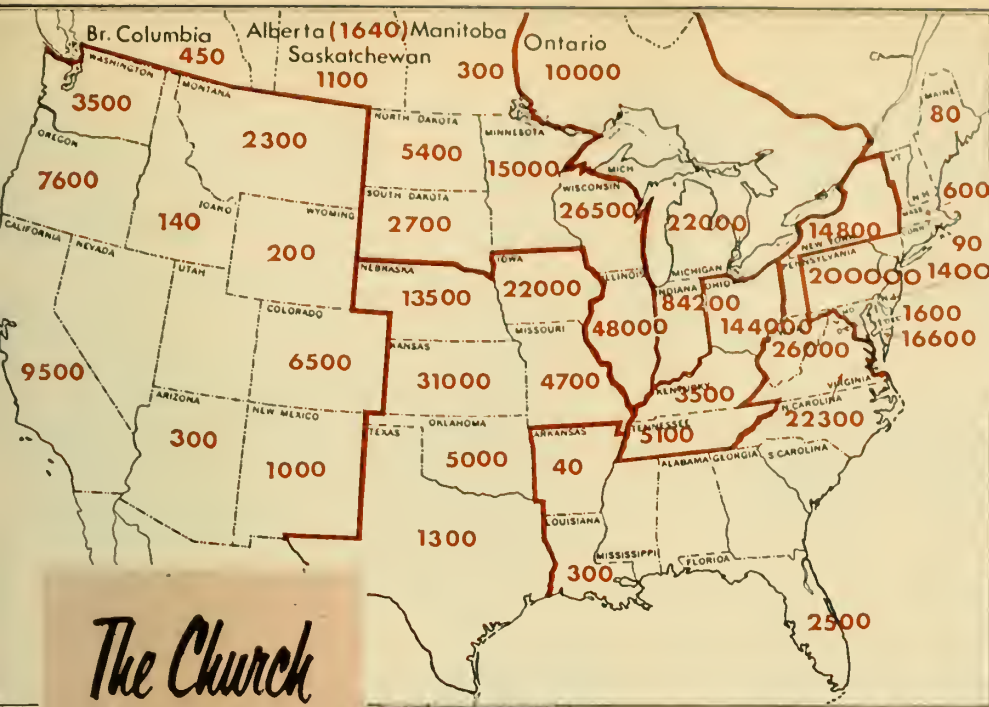 Br. Columbia
450
Alberta (1640) Manitoba
Saskatchewan
1100
300
Ontario
10000
WASHINGTON
3500
MONTANA
2300
NORTH DAKOTA
5400
MINNESOTA
15000
MICH
WISCONSIN
26500
22000
MICHIGAN
MAINE
80
VT
N H
600
MASS
CONN
90
OREGON
7600
IDAHO
140
WYOMING
200
SOUTH DAKOTA
2700
14800
NEW YORK
PENNSYLVANIA
200000
1400
CALIFORNIA
NEVADA
UTAH
NEBRASKA
13500
IOWA
22000
ILLINOIS
48000
INDIANA
84200
OHIO
144000
N J
MD
DEL
1600
16600
26000
VIRGINIA
9500
COLORADO
6500
KANSAS
31000
MISSOURI
4700
KENTUCKY
3500
ARIZONA
300
NEW MEXICO
1000
TEXAS
OKLAHOMA
5000
ARKANSAS
40
TENNESSEE
5100
N CAROLINA
22300
ALABAMA
GEORGIA
S CAROLINA
1300
LOUISIANA
300
MISSISSIPPI
FLORIDA
2500
The Church